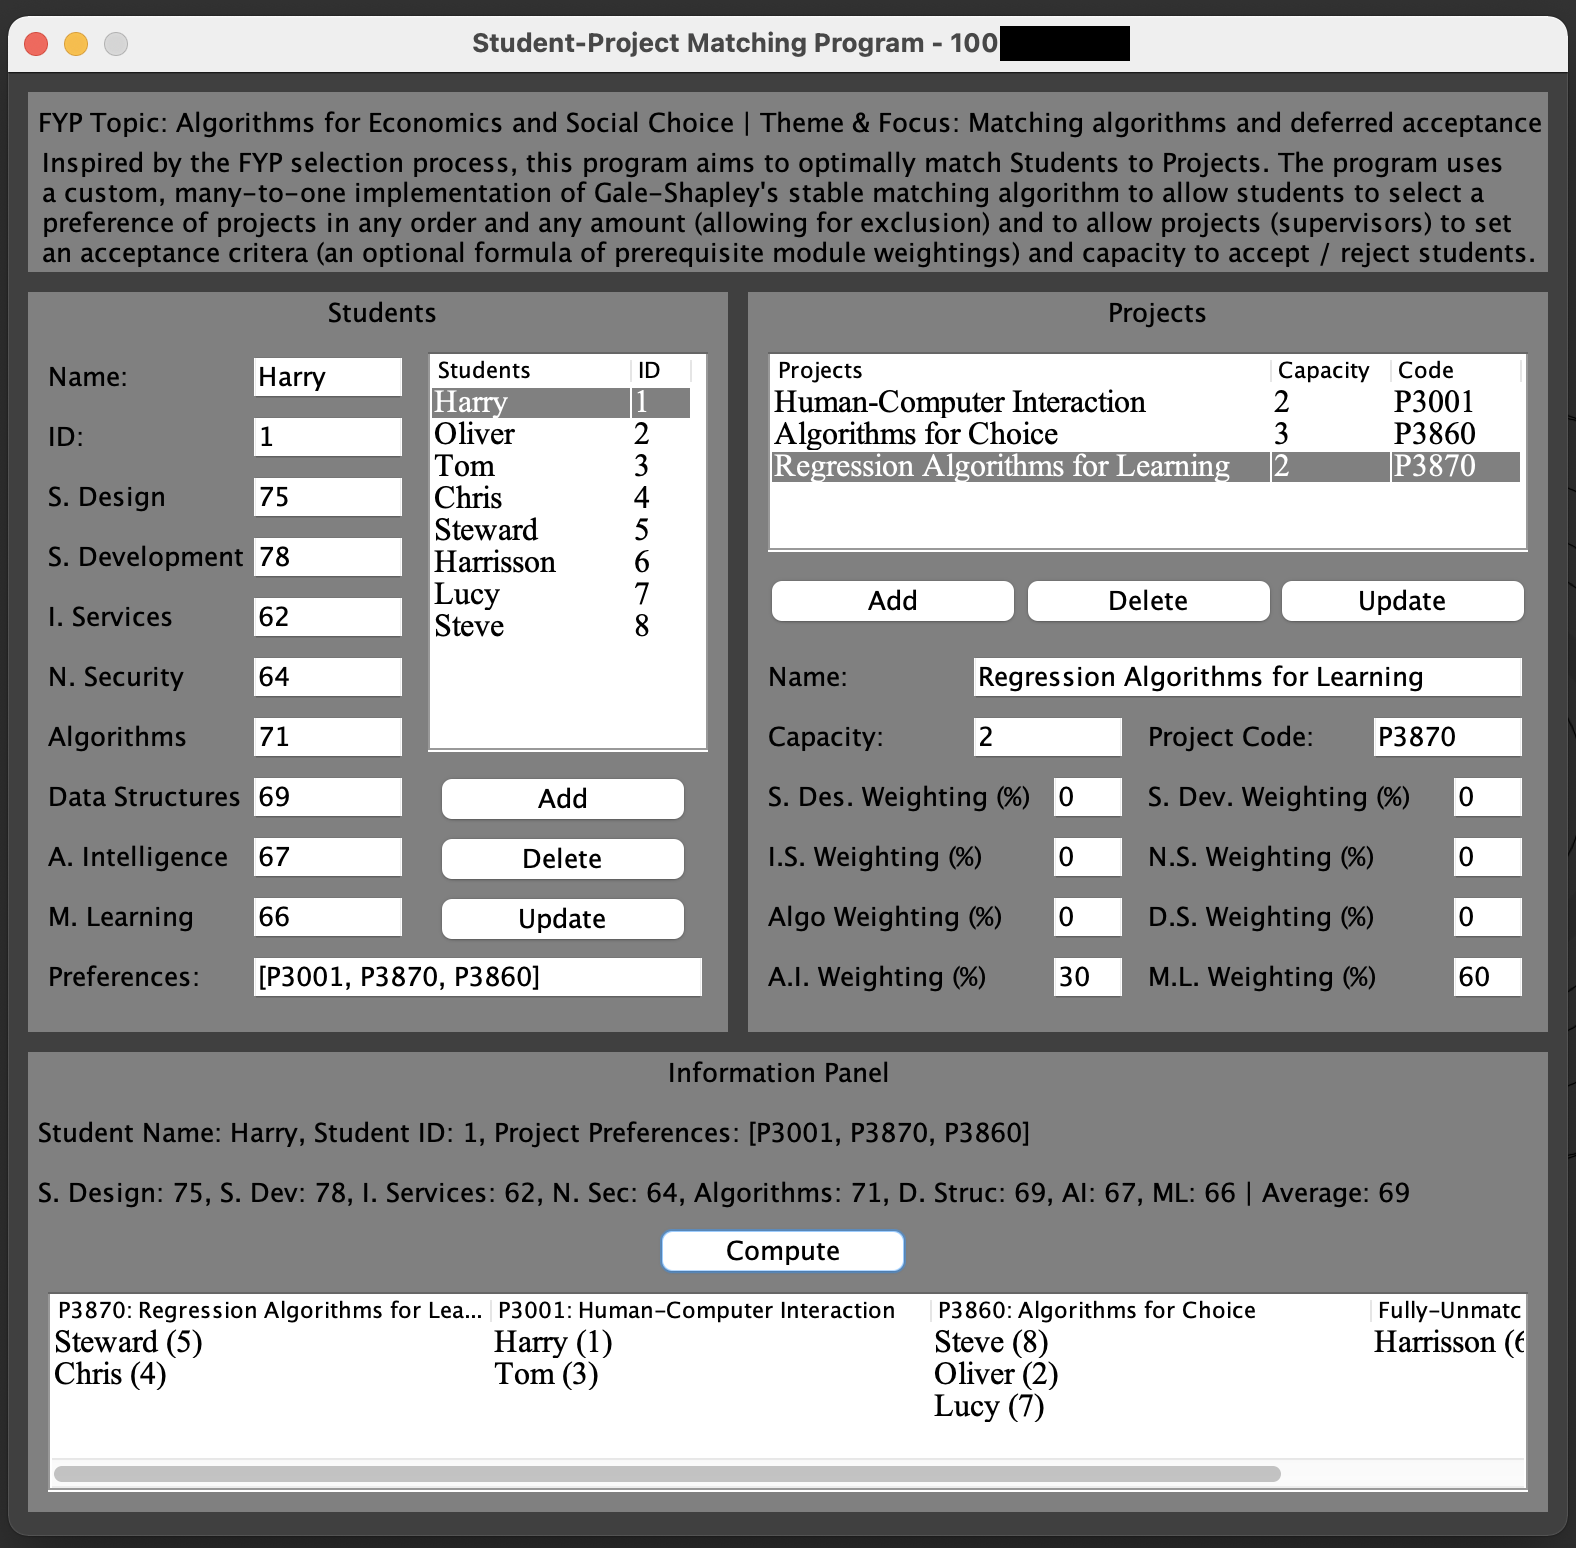 Student-Project Matching Program - 100
FYP Topic: Algorithms for Economics and Social Choice | Theme & Focus: Matching algorithms and deferred acceptance
Inspired by the FYP selection process, this program aims to optimally match Students to Projects. The program uses
a custom, many-to-one implementation of Gale-Shapley's stable matching algorithm to allow students to select a
preference of projects in any order and any amount (allowing for exclusion) and to allow projects (supervisors) to set
an acceptance critera (an optional formula of prerequisite module weightings) and capacity to accept / reject students.
Students
Name: Harry
ID: 1
S. Design 75
S. Development 78
I. Services 62
N. Security 64
Algorithms 71
Data Structures 69
A. Intelligence 67
M. Learning 66
Preferences: [P3001, P3870, P3860]
Students ID
Harry 1
Oliver 2
Tom 3
Chris 4
Steward 5
Harrisson 6
Lucy 7
Steve 8
Add
Delete
Update
Projects
Projects Capacity Code
Human-Computer Interaction 2 P3001
Algorithms for Choice 3 P3860
Regression Algorithms for Learning 2 P3870
Add Delete Update
Name: Regression Algorithms for Learning
Capacity: 2 Project Code: P3870
S. Des. Weighting (%) 0 S. Dev. Weighting (%) 0
I.S. Weighting (%) 0 N.S. Weighting (%) 0
Algo Weighting (%) 0 D.S. Weighting (%) 0
A.I. Weighting (%) 30 M.L. Weighting (%) 60
Information Panel
Student Name: Harry, Student ID: 1, Project Preferences: [P3001, P3870, P3860]
S. Design: 75, S. Dev: 78, I. Services: 62, N. Sec: 64, Algorithms: 71, D. Struc: 69, AI: 67, ML: 66 | Average: 69
Compute
P3870: Regression Algorithms for Lea... P3001: Human-Computer Interaction P3860: Algorithms for Choice Fully-Unmatc
Steward (5) Harry (1) Steve (8) Harrisson (6
Chris (4) Tom (3) Oliver (2)
Lucy (7)